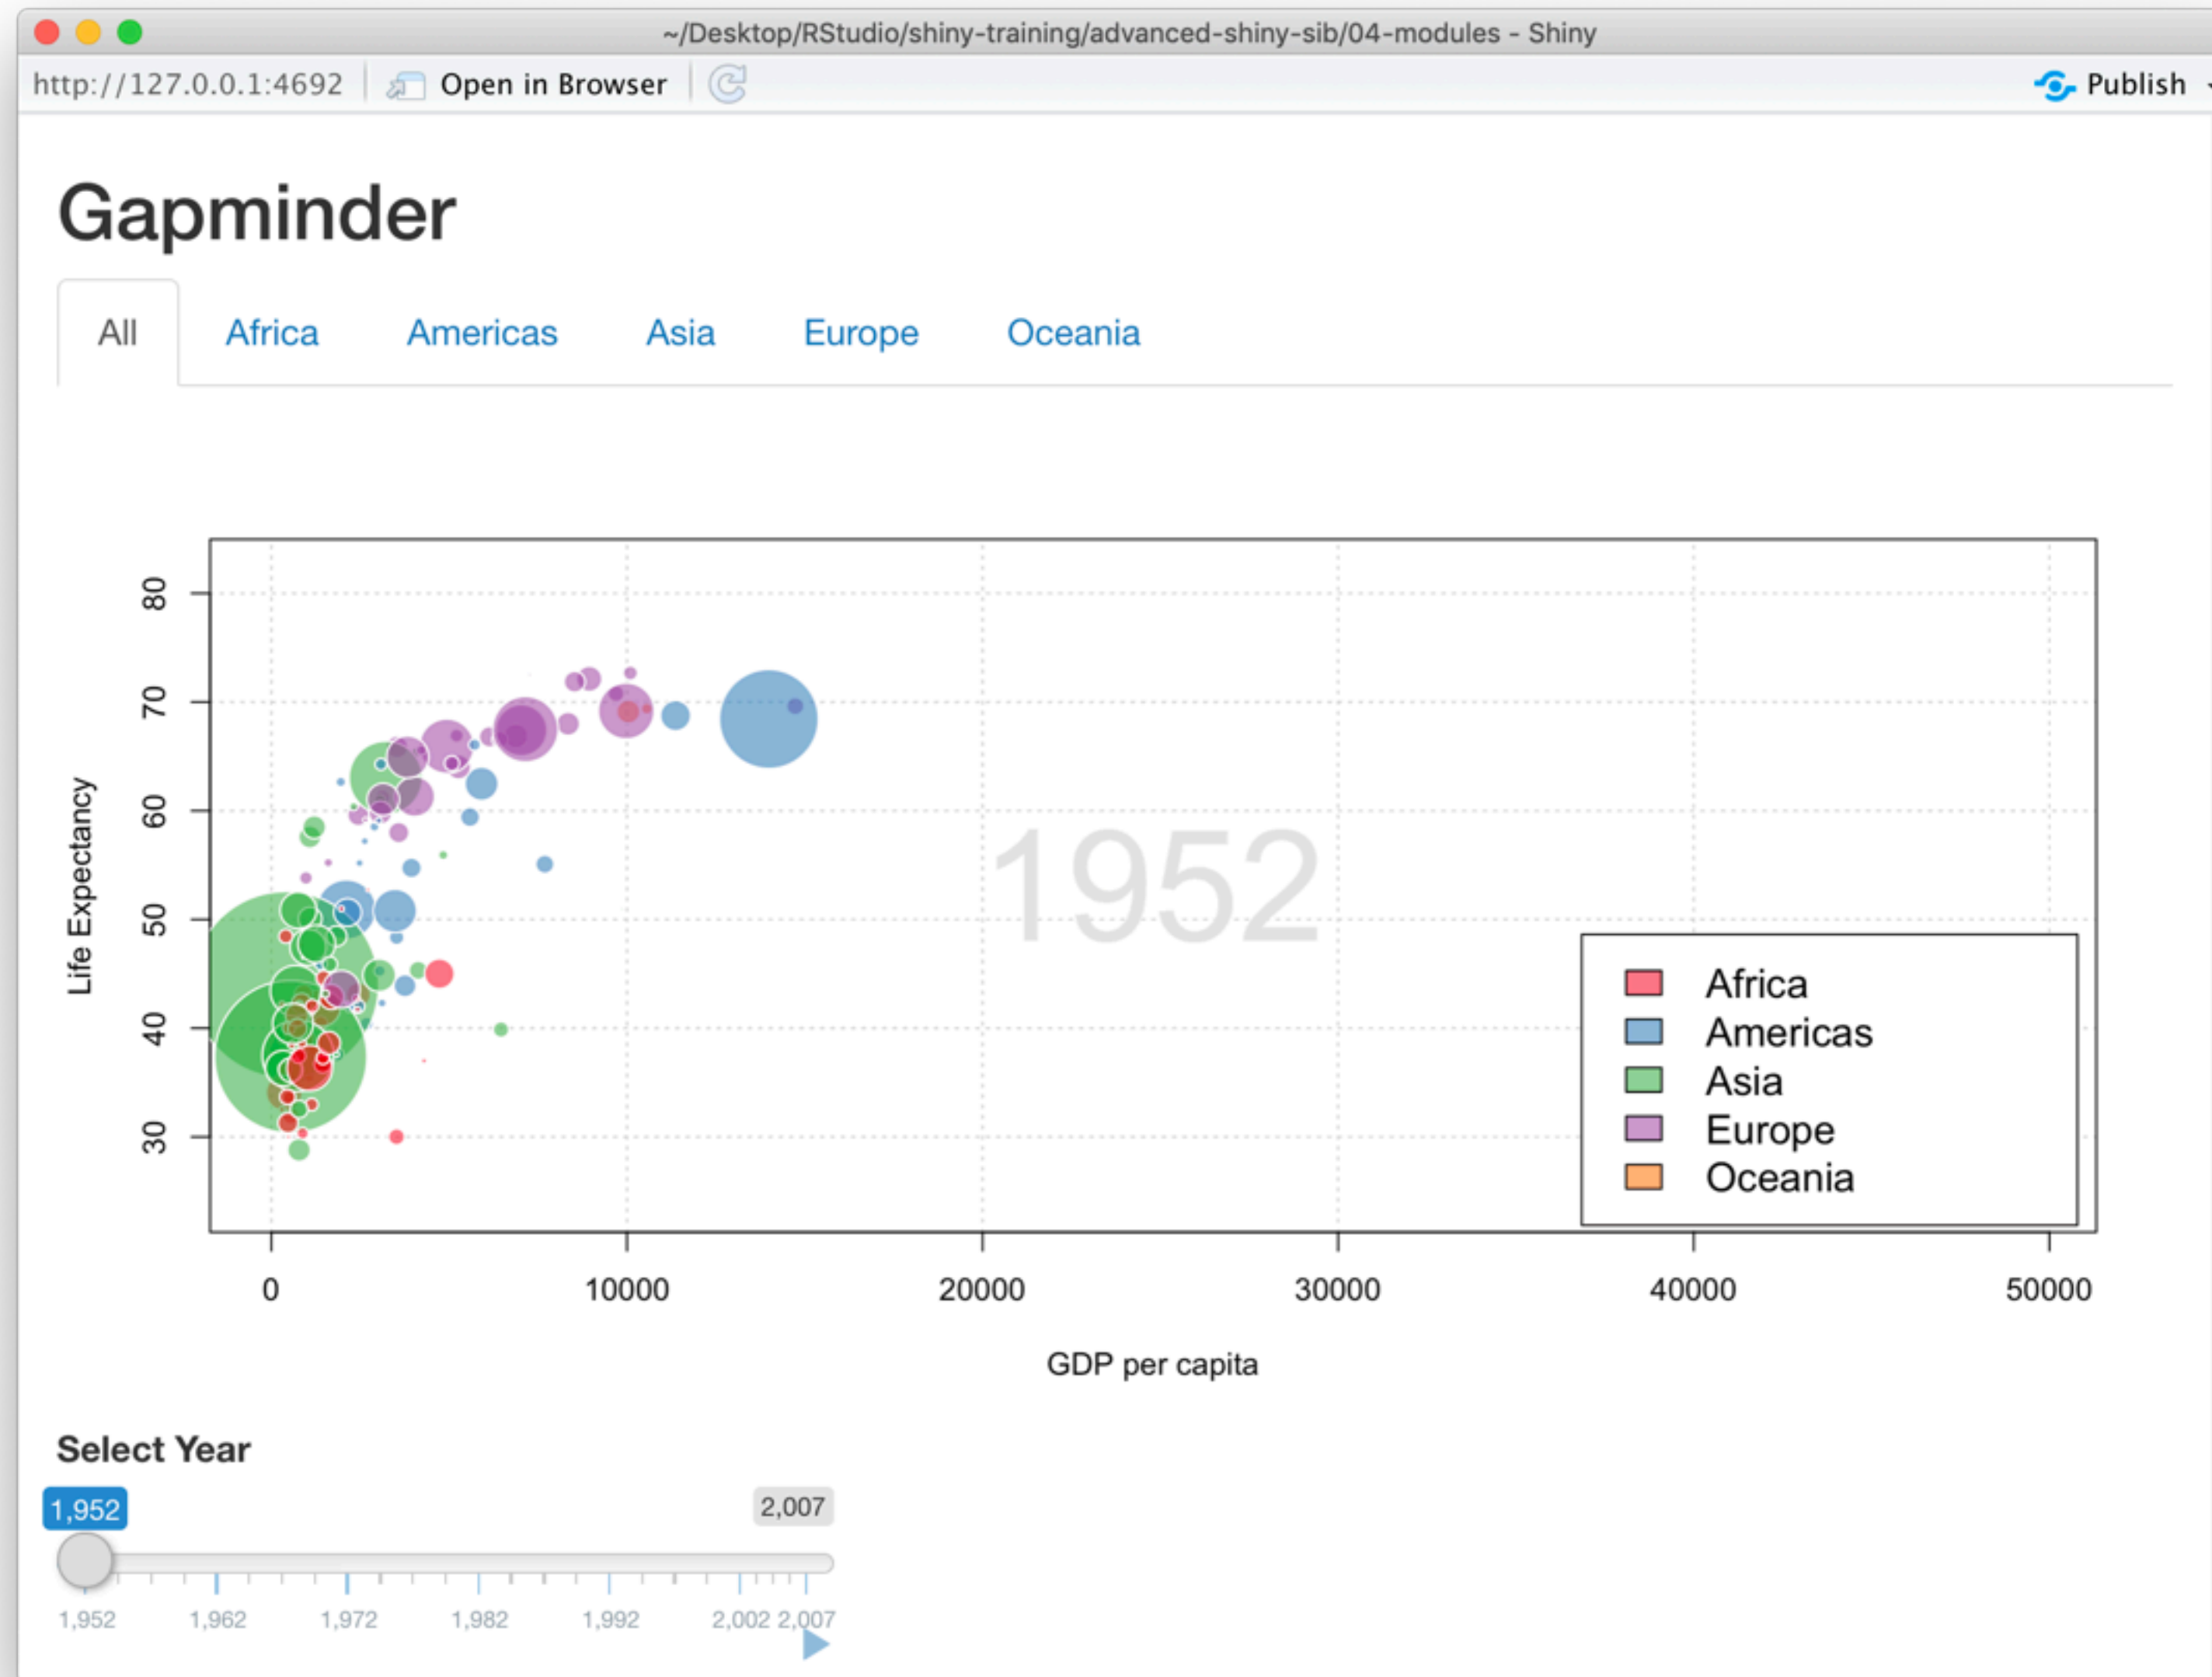 ~/Desktop/RStudio/shiny-training/advanced-shiny-sib/04-modules - Shiny
http://127.0.0.1:4692 Open in Browser Publish
Gapminder
All Africa Americas Asia Europe Oceania
80
70
60
50
40
30
Life Expectancy
1952
Africa
Americas
Asia
Europe
Oceania
0 10000 20000 30000 40000 50000
GDP per capita
Select Year
1,952 2,007
1,952 1,962 1,972 1,982 1,992 2,002 2,007